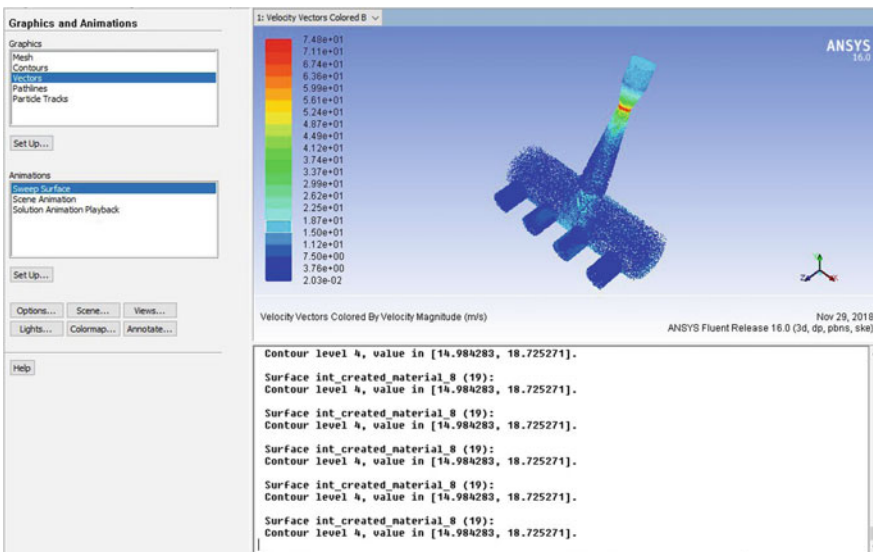 Graphics and Animations
Graphics
Mesh
Contours
Vectors
Pathlines
Particle Tracks
Set Up...
Animations
Sweep Surface
Scene Animation
Solution Animation Playback
Set Up...
Options... Scene... Views...
Lights... Colormap... Annotate...
Help
1: Velocity Vectors Colored B
7.48e+01
7.11e+01
6.74e+01
6.36e+01
5.99e+01
5.61e+01
5.24e+01
4.87e+01
4.49e+01
4.12e+01
3.74e+01
3.37e+01
2.99e+01
2.62e+01
2.25e+01
1.87e+01
1.50e+01
1.12e+01
7.50e+00
3.76e+00
2.03e-02
ANSYS
16.0
Y
Z X
Velocity Vectors Colored By Velocity Magnitude (m/s)
Nov 29, 2018
ANSYS Fluent Release 16.0 (3d, dp, pbns, ske)
Contour level 4, value in [14.984283, 18.725271].
Surface int_created_material_8 (19):
Contour level 4, value in [14.984283, 18.725271].
Surface int_created_material_8 (19):
Contour level 4, value in [14.984283, 18.725271].
Surface int_created_material_8 (19):
Contour level 4, value in [14.984283, 18.725271].
Surface int_created_material_8 (19):
Contour level 4, value in [14.984283, 18.725271].
Surface int_created_material_8 (19):
Contour level 4, value in [14.984283, 18.725271].